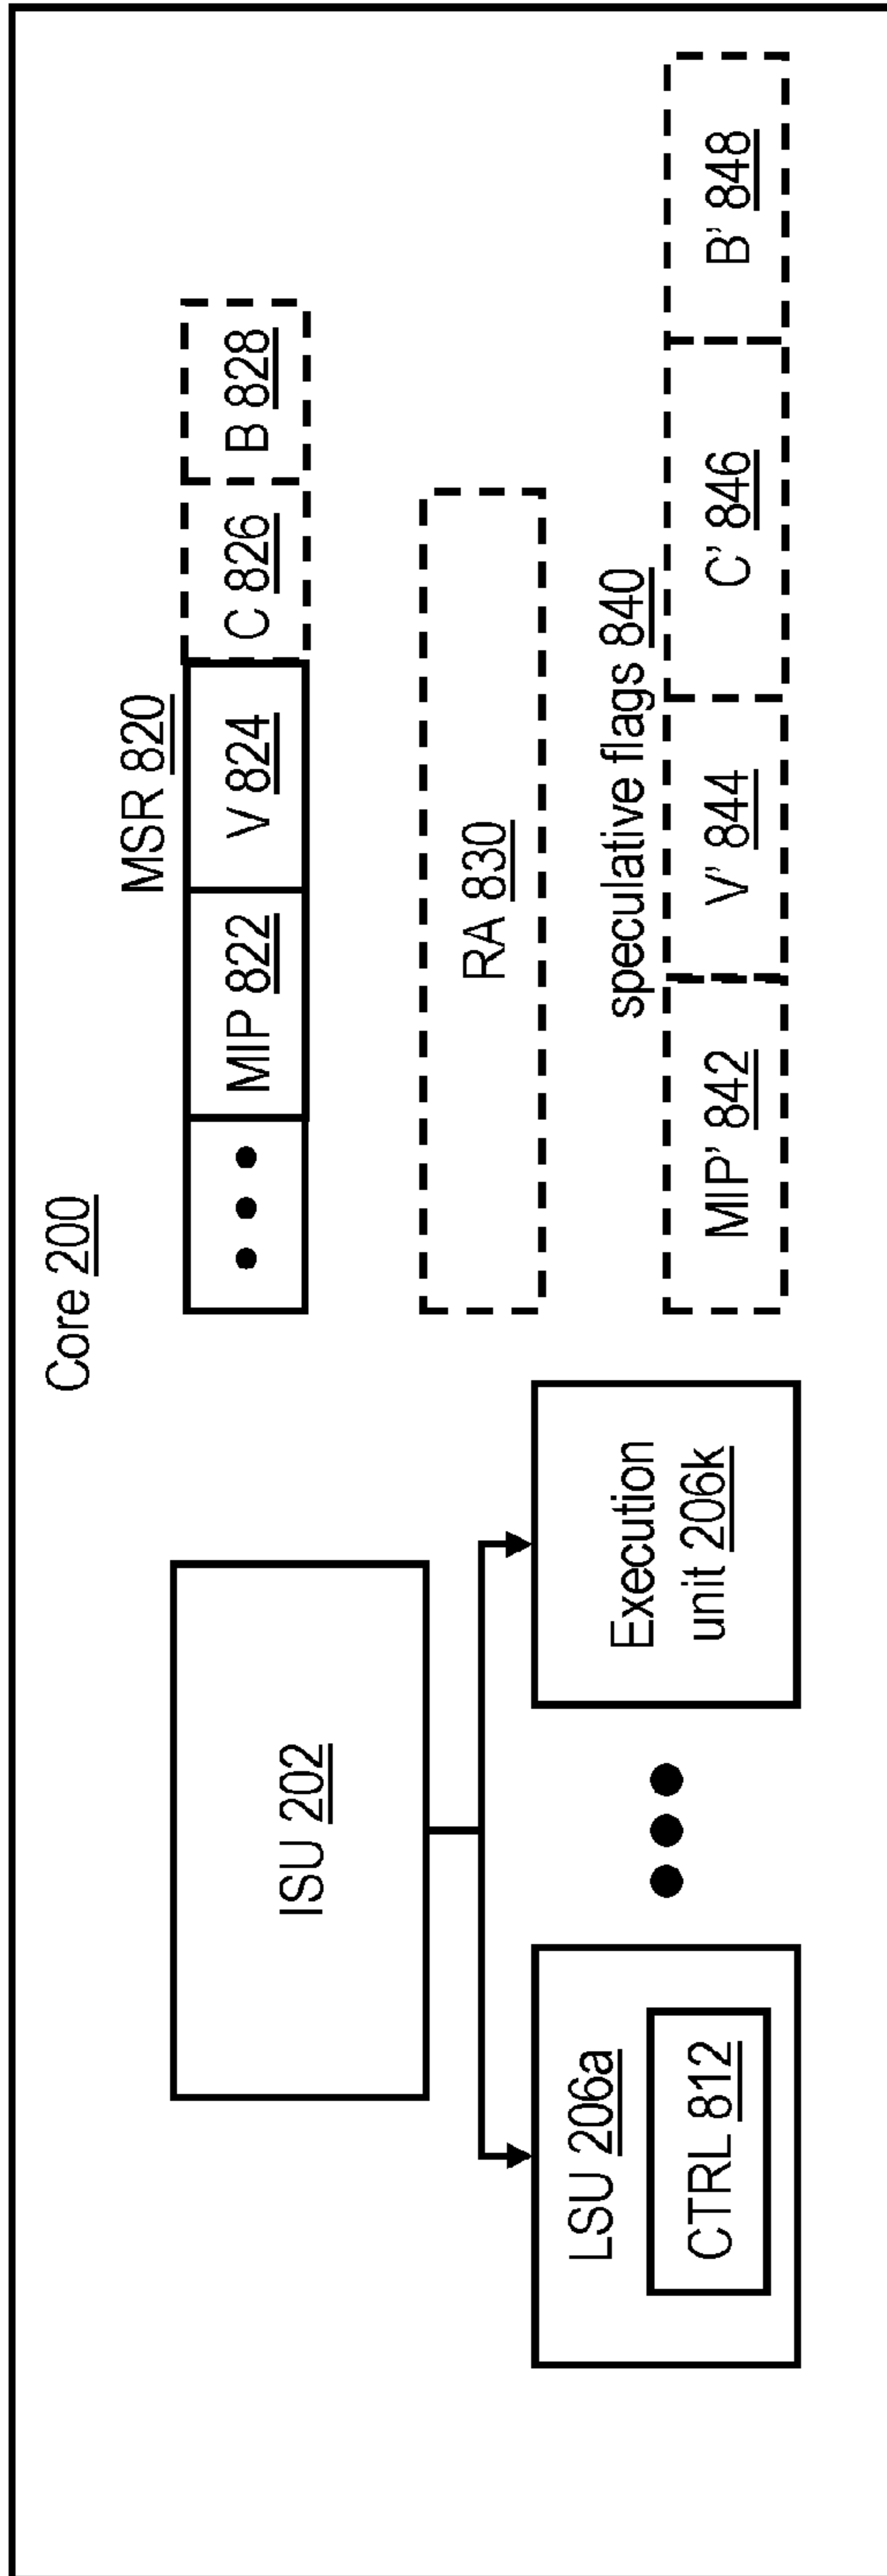 Core 200
MSR 820
MIP 822
V 824
C 826
B 828
ISU 202
RA 830
speculative flags 840
LSU 206a
CTRL 812
Execution
unit 206k
MIP’ 842
V’ 844
C’ 846
B’ 848